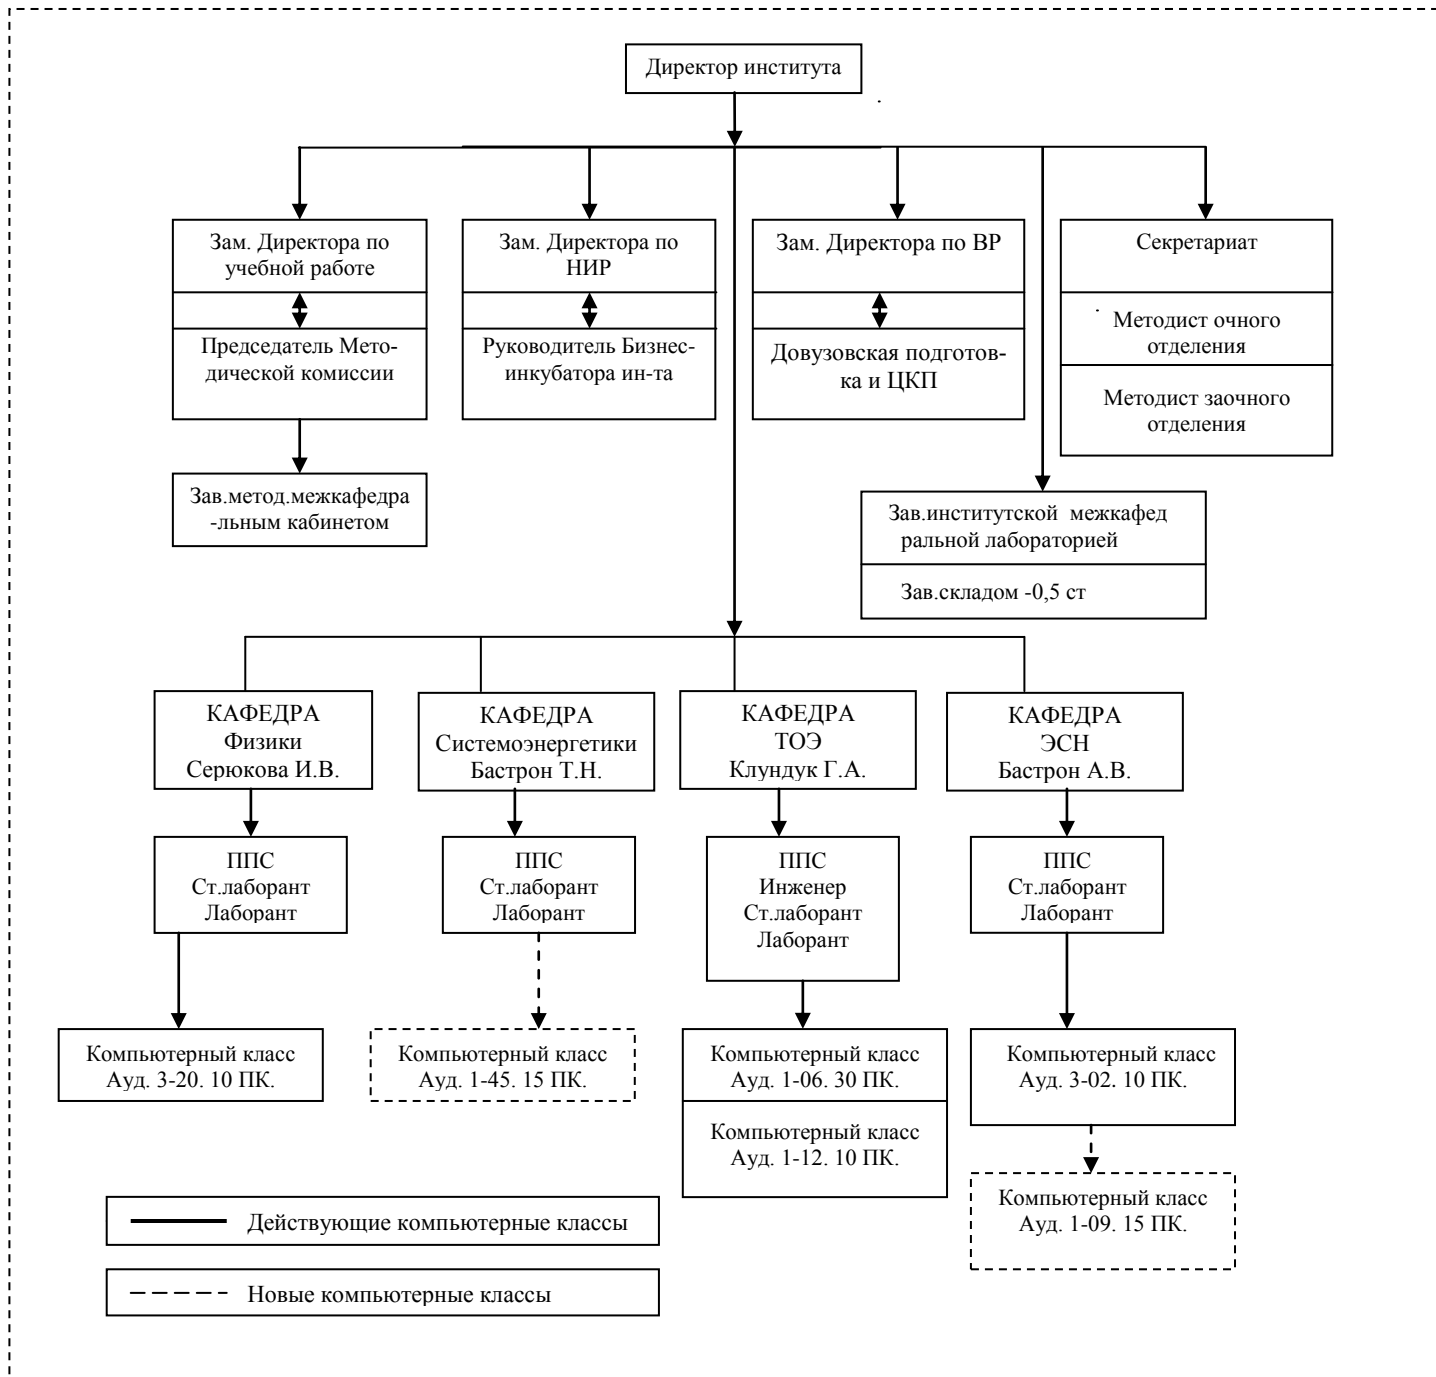 Директор института
Зам. Директора по
учебной работе
Председатель Мето-
дической комиссии
Зав.метод.межкафедра
-льным кабинетом
Зам. Директора по
НИР
Руководитель Бизнес-
инкубатора ин-та
Зам. Директора по ВР
Довузовская подготов-
ка и ЦКП
Секретариат
Методист очного
отделения
Методист заочного
отделения
Зав.институтской межкафед
ральной лабораторией
Зав.складом -0,5 ст
КАФЕДРА
Физики
Серюкова И.В.
КАФЕДРА
Системоэнергетики
Бастрон Т.Н.
КАФЕДРА
ТОЭ
Клундук Г.А.
КАФЕДРА
ЭСН
Бастрон А.В.
ППС
Ст.лаборант
Лаборант
ППС
Ст.лаборант
Лаборант
ППС
Инженер
Ст.лаборант
Лаборант
ППС
Ст.лаборант
Лаборант
Компьютерный класс
Ауд. 3-20. 10 ПК.
Компьютерный класс
Ауд. 1-45. 15 ПК.
Компьютерный класс
Ауд. 1-06. 30 ПК.
Компьютерный класс
Ауд. 1-12. 10 ПК.
Компьютерный класс
Ауд. 3-02. 10 ПК.
Компьютерный класс
Ауд. 1-09. 15 ПК.
Действующие компьютерные классы
Новые компьютерные классы